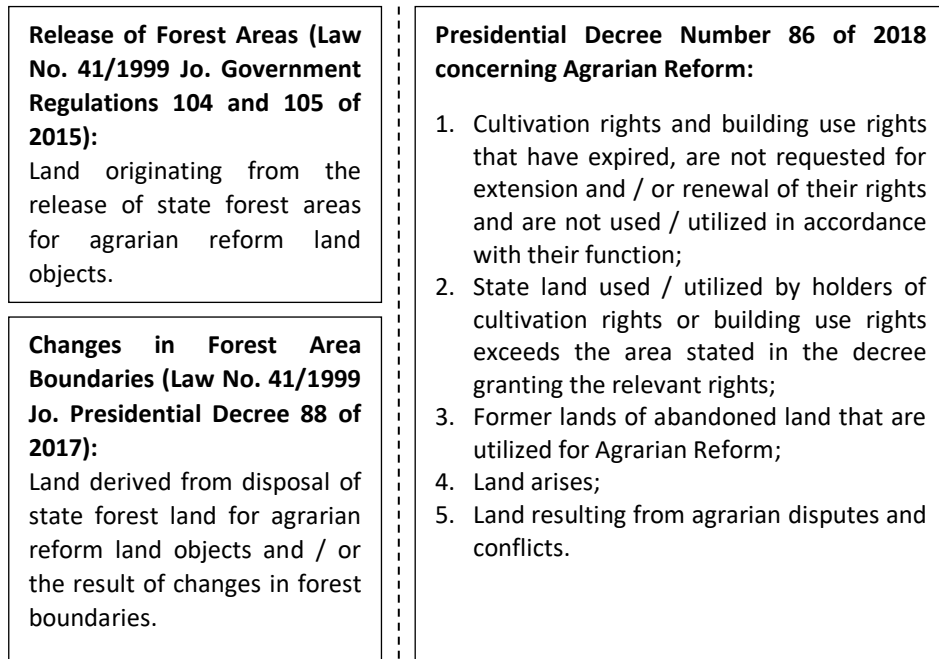 Release of Forest Areas (Law
No. 41/1999 Jo. Government
Regulations 104 and 105 of
2015):
Land originating from the
release of state forest areas
for agrarian reform land
objects.
Changes in Forest Area
Boundaries (Law No. 41/1999
Jo. Presidential Decree 88 of
2017):
Land derived from disposal of
state forest land for agrarian
reform land objects and / or
the result of changes in forest
boundaries.
Presidential Decree Number 86 of 2018
concerning Agrarian Reform:
1. Cultivation rights and building use rights
that have expired, are not requested for
extension and / or renewal of their rights
and are not used / utilized in accordance
with their function;
2. State land used / utilized by holders of
cultivation rights or building use rights
exceeds the area stated in the decree
granting the relevant rights;
3. Former lands of abandoned land that are
utilized for Agrarian Reform;
4. Land arises;
5. Land resulting from agrarian disputes and
conflicts.